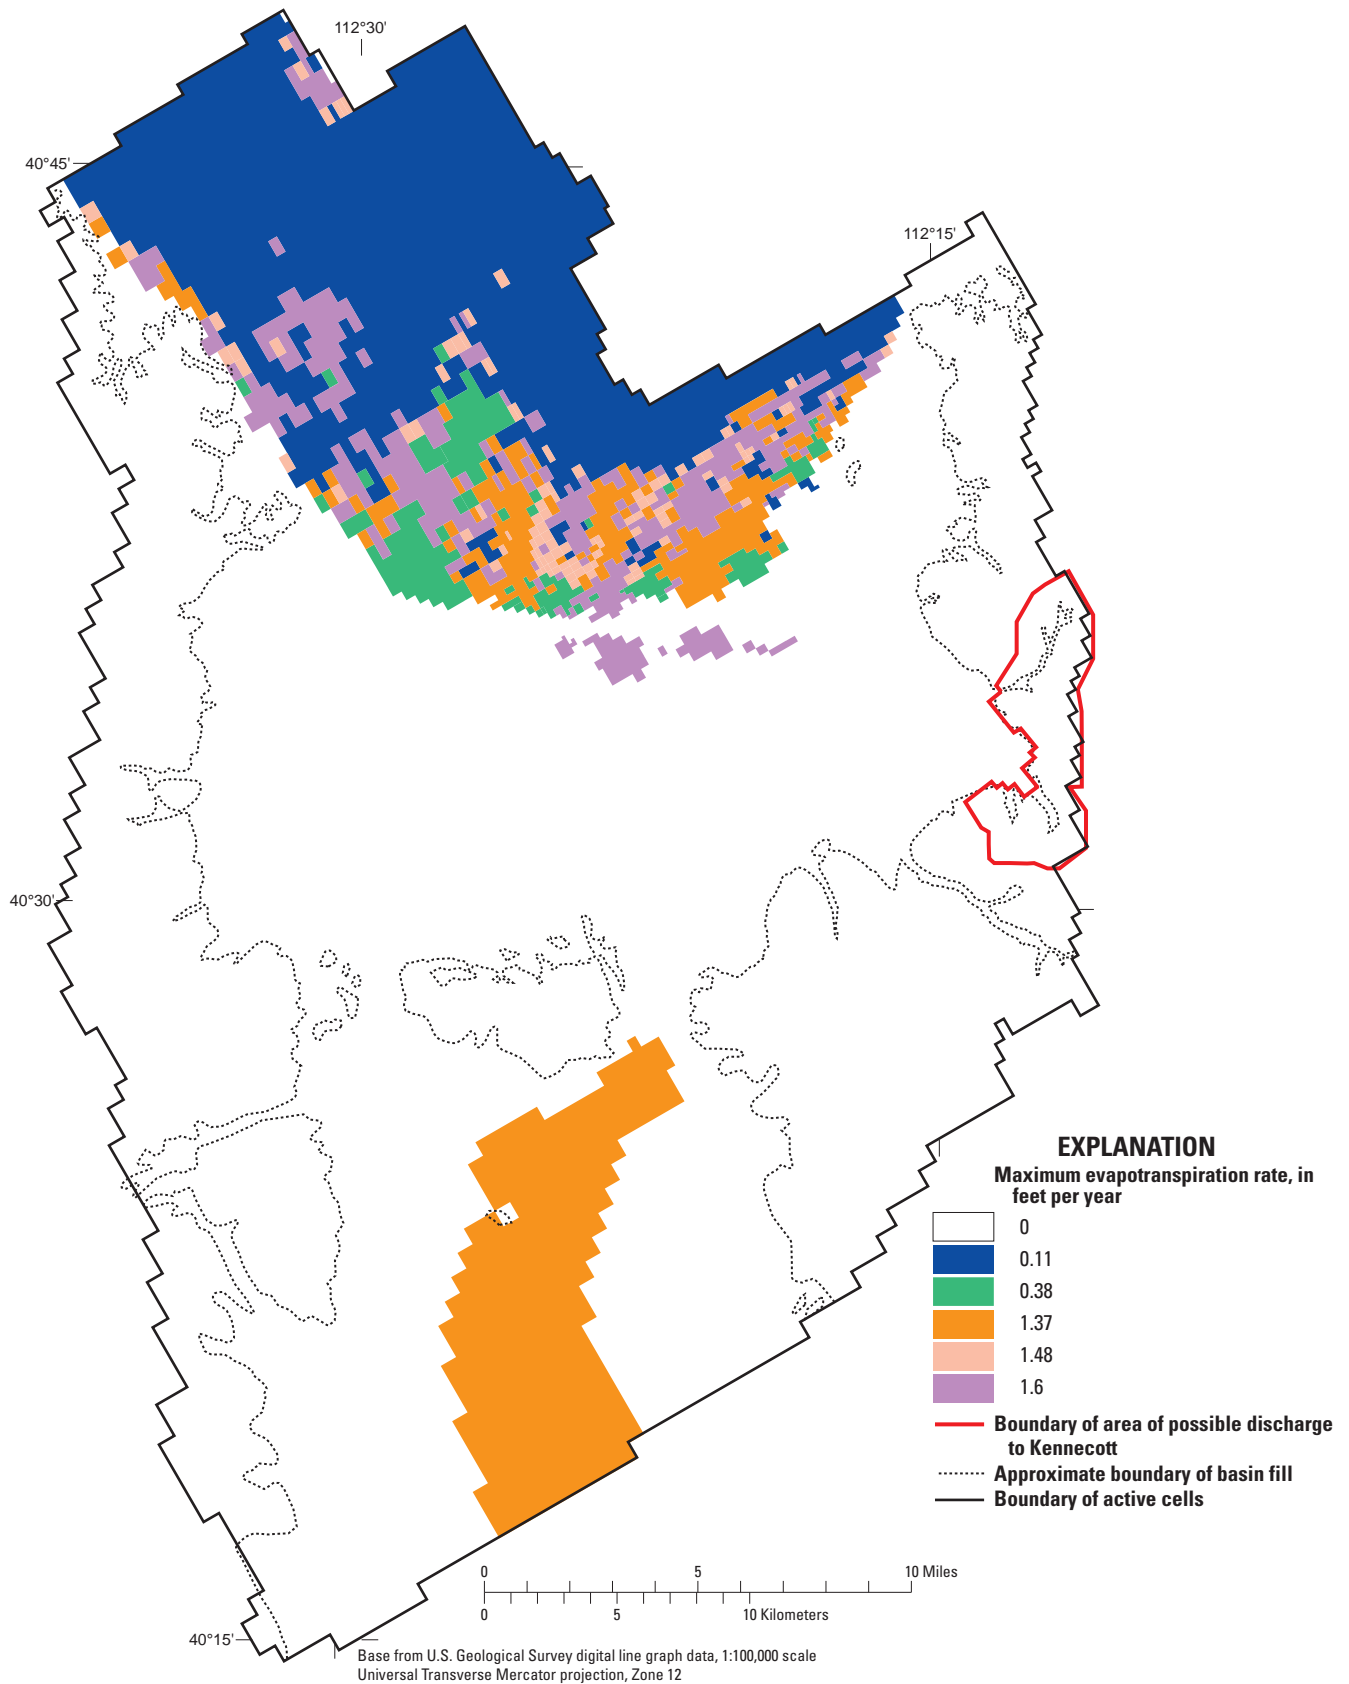 112°30'
40°45'
112°15'
40°30'
EXPLANATION
Maximum evapotranspiration rate, in
feet per year
0
0.11
0.38
1.37
1.48
1.6
Boundary of area of possible discharge
to Kennecott
Approximate boundary of basin fill
Boundary of active cells
0 5 10 Miles
0 5 10 Kilometers
40°15'
Base from U.S. Geological Survey digital line graph data, 1:100,000 scale
Universal Transverse Mercator projection, Zone 12